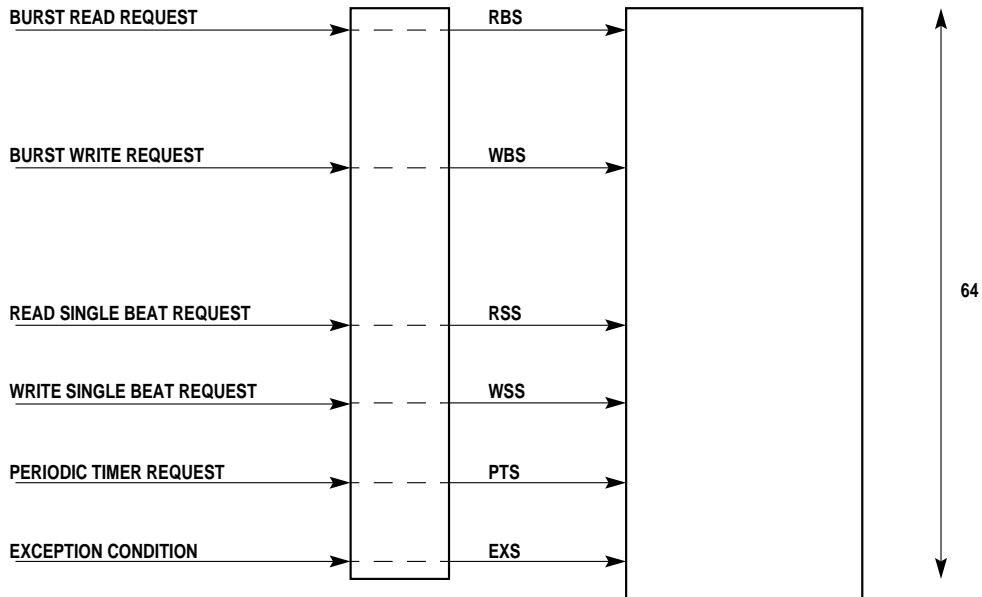 BURST READ REQUEST RBS
BURST WRITE REQUEST WBS
64
READ SINGLE BEAT REQUEST RSS
WRITE SINGLE BEAT REQUEST WSS
PERIODIC TIMER REQUEST PTS
EXCEPTION CONDITION EXS